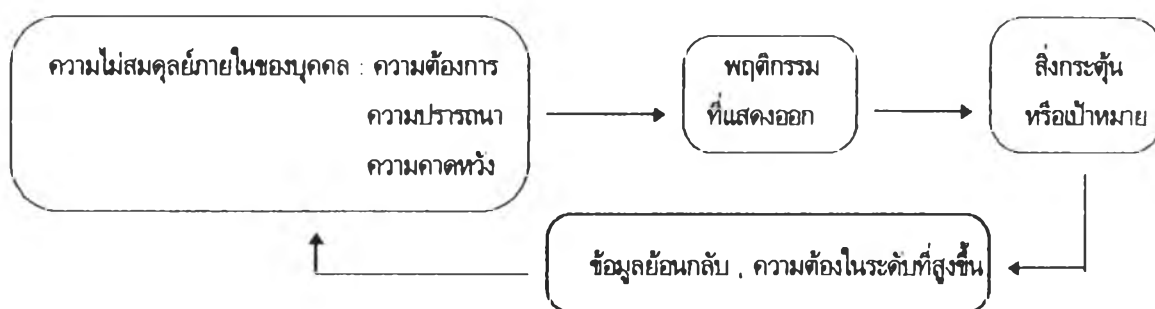 ความไม่สมดุลย์ภายในของบุคคล : ความต้องการ
ความปรารถนา
ความคาดหวัง
พฤติกรรม
ที่แสดงออก
สิ่งกระตุ้น
หรือเป้าหมาย
ข้อมูลย้อนกลับ , ความต้องในระดับที่สูงขึ้น